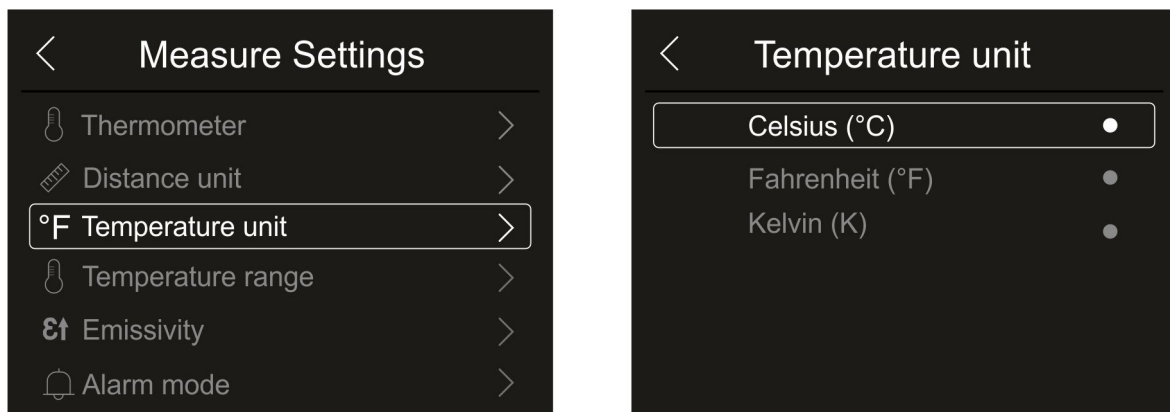 Measure Settings
Thermometer
Distance unit
°F Temperature unit
Temperature range
ε↑ Emissivity
Alarm mode
Temperature unit
Celsius (°C)
Fahrenheit (°F)
Kelvin (K)